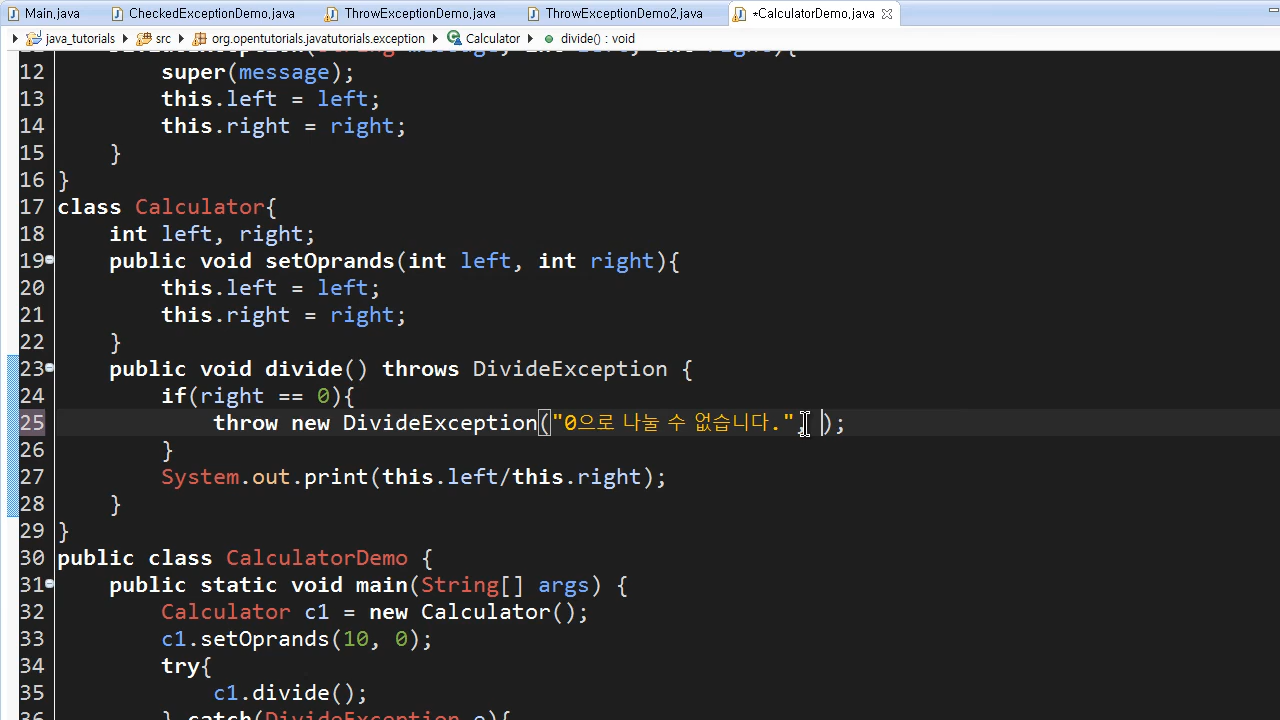 Main.java CheckedExceptionDemo.java ThrowExceptionDemo.java ThrowExceptionDemo2.java *CalculatorDemo.java
java_tutorials src org.opentutorials.javatutorials.exception Calculator divide() : void
12 super(message);
13 this.left = left;
14 this.right = right;
15 }
16 }
17 class Calculator{
18 int left, right;
19 public void setOprands(int left, int right){
20 this.left = left;
21 this.right = right;
22 }
23 public void divide() throws DivideException {
24 if(right == 0){
25 throw new DivideException("0으로 나눌 수 없습니다.", );
26 }
27 System.out.print(this.left/this.right);
28 }
29 }
30 public class CalculatorDemo {
31 public static void main(String[] args) {
32 Calculator c1 = new Calculator();
33 c1.setOprands(10, 0);
34 try{
35 c1.divide();
} catch(DivideException e){